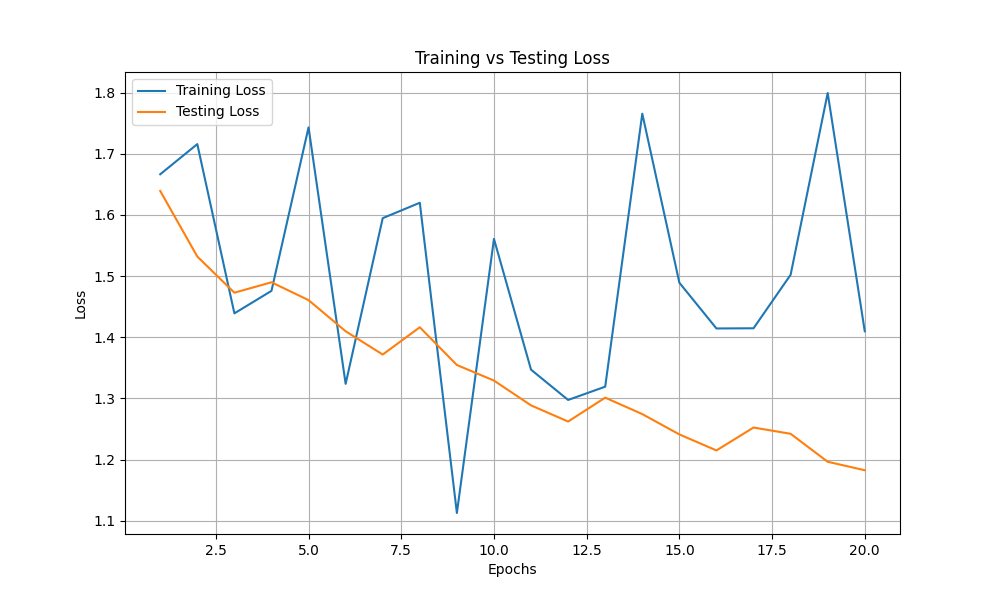 Training vs Testing Loss
Training Loss
Testing Loss
1.8
1.7
1.6
1.5
1.4
1.3
1.2
1.1
Loss
2.5 5.0 7.5 10.0 12.5 15.0 17.5 20.0
Epochs